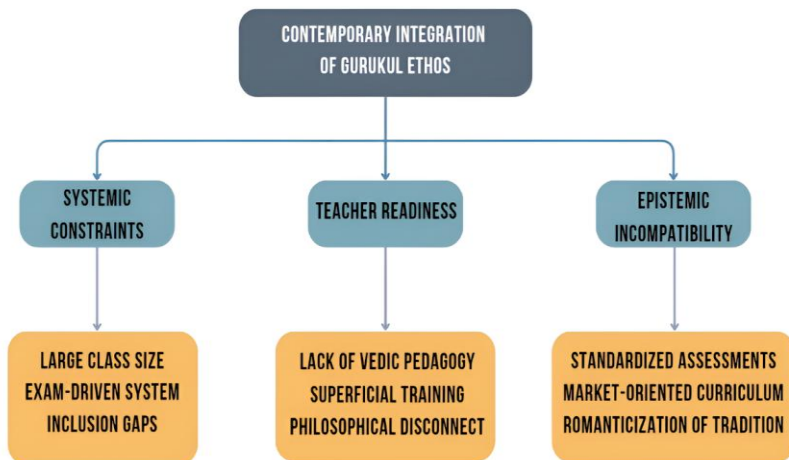 CONTEMPORARY INTEGRATION
OF GURUKUL ETHOS
SYSTEMIC
CONSTRAINTS
TEACHER READINESS
EPISTEMIC
INCOMPATIBILITY
LARGE CLASS SIZE
EXAM-DRIVEN SYSTEM
INCLUSION GAPS
LACK OF VEDIC PEDAGOGY
SUPERFICIAL TRAINING
PHILOSOPHICAL DISCONNECT
STANDARDIZED ASSESSMENTS
MARKET-ORIENTED CURRICULUM
ROMANTICIZATION OF TRADITION